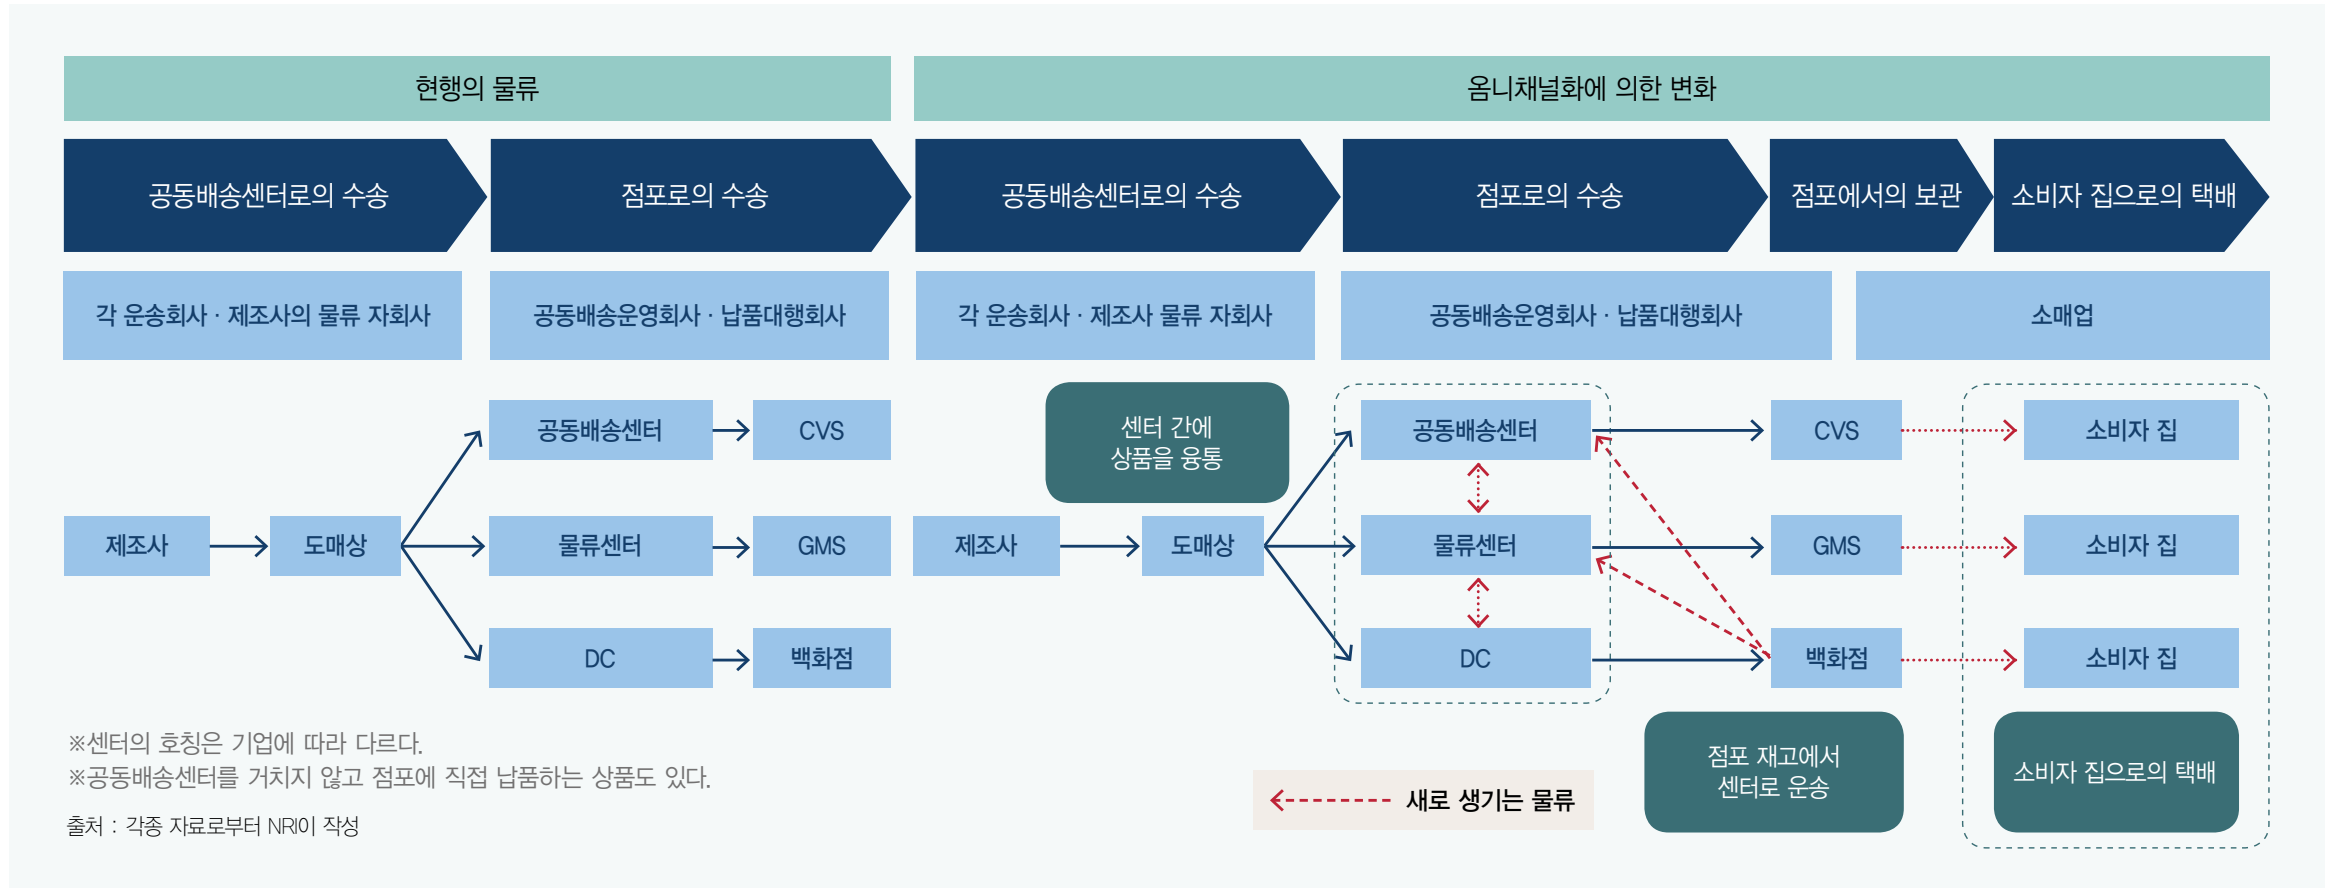 현행의 물류
옴니채널화에 의한 변화
공동배송센터로의 수송
점포로의 수송
공동배송센터로의 수송
점포로의 수송
점포에서의 보관
소비자 집으로의 택배
각 운송회사 · 제조사의 물류 자회사
공동배송운영회사 · 납품대행회사
각 운송회사 · 제조사 물류 자회사
공동배송운영회사 · 납품대행회사
소매업
제조사
도매상
공동배송센터
CVS
물류센터
GMS
DC
백화점
센터 간에
상품을 융통
제조사
도매상
공동배송센터
CVS
소비자 집
물류센터
GMS
소비자 집
DC
백화점
소비자 집
점포 재고에서
센터로 운송
소비자 집으로의 택배
새로 생기는 물류
※센터의 호칭은 기업에 따라 다르다.
※공동배송센터를 거치지 않고 점포에 직접 납품하는 상품도 있다.
출처 : 각종 자료로부터 NRI이 작성